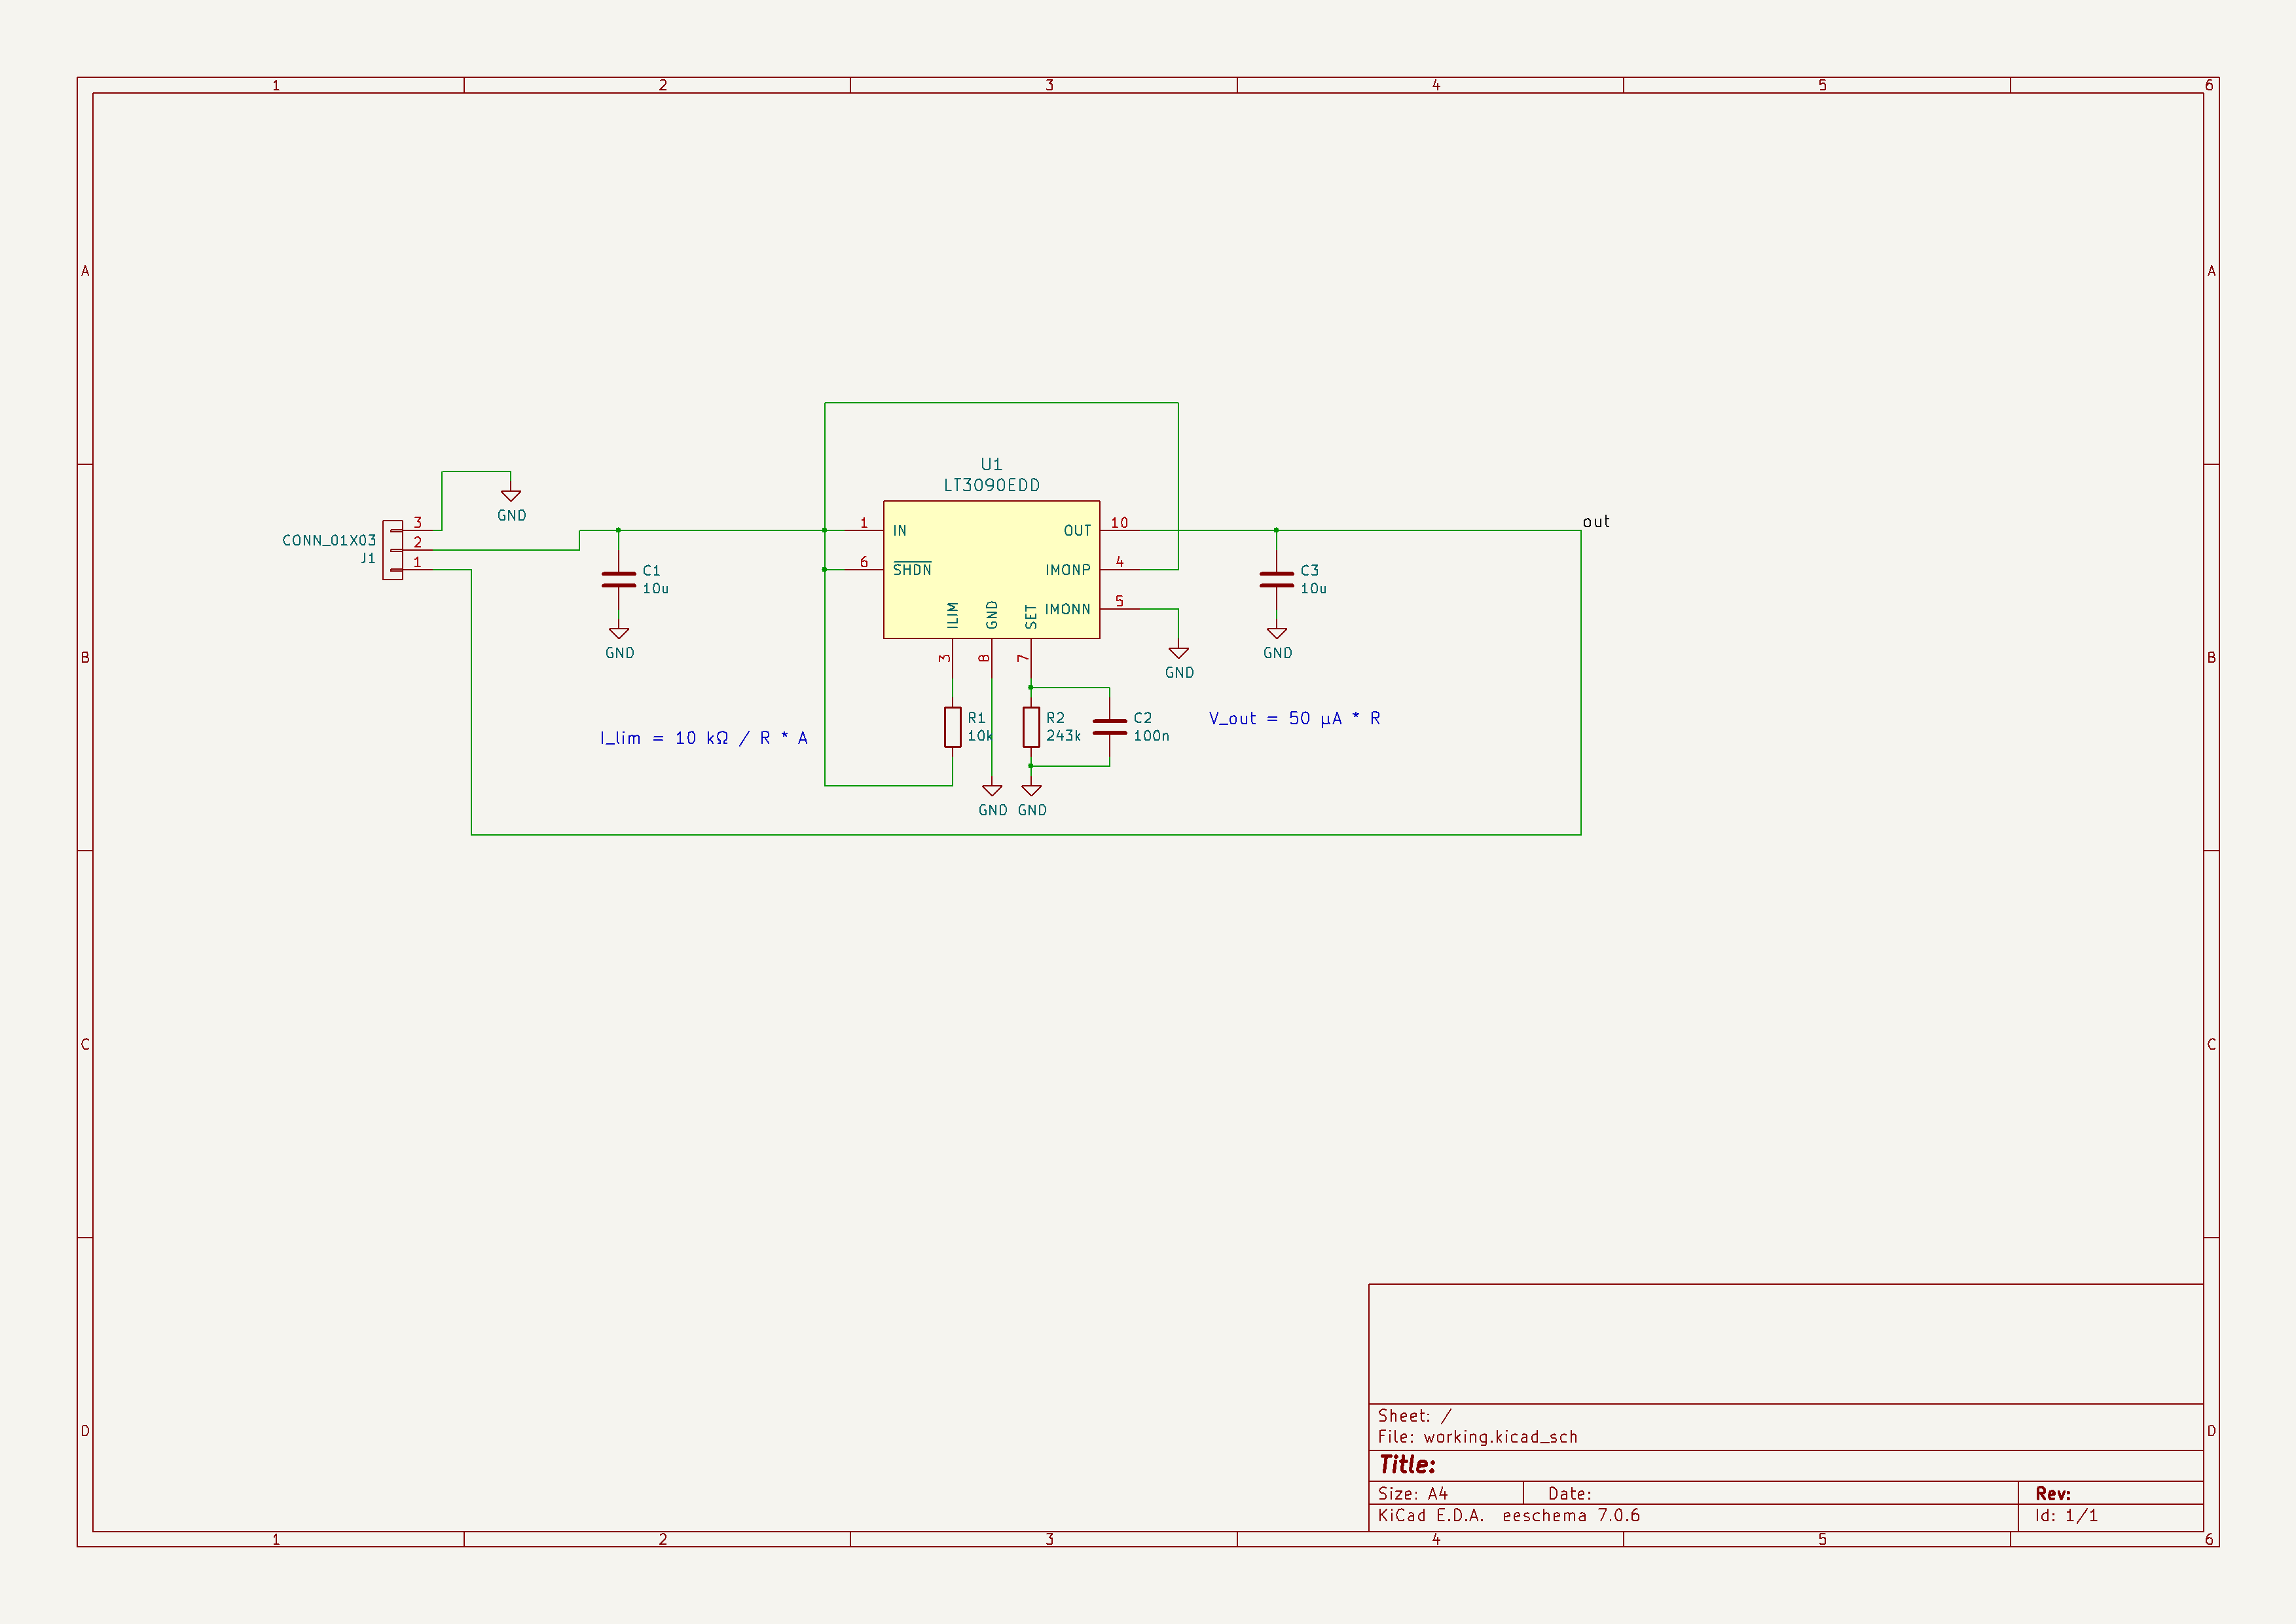 1 2 3 4 5 6
A A
U1
LT3090EDD
GND
CONN_01X03
J1
3
2
1
1 IN
6 SHDN
OUT 10
IMONP 4
IMONN 5
ILIM GND SET
3 8 7
out
C1
10u
GND
C3
10u
GND
GND
B B
R1
10k
R2
243k
C2
100n
V_out = 50 µA * R
I_lim = 10 kΩ / R * A
GND GND
C C
D D
Sheet: /
File: working.kicad_sch
Title:
Size: A4 Date: Rev:
KiCad E.D.A. eeschema 7.0.6 Id: 1/1
1 2 3 4 5 6